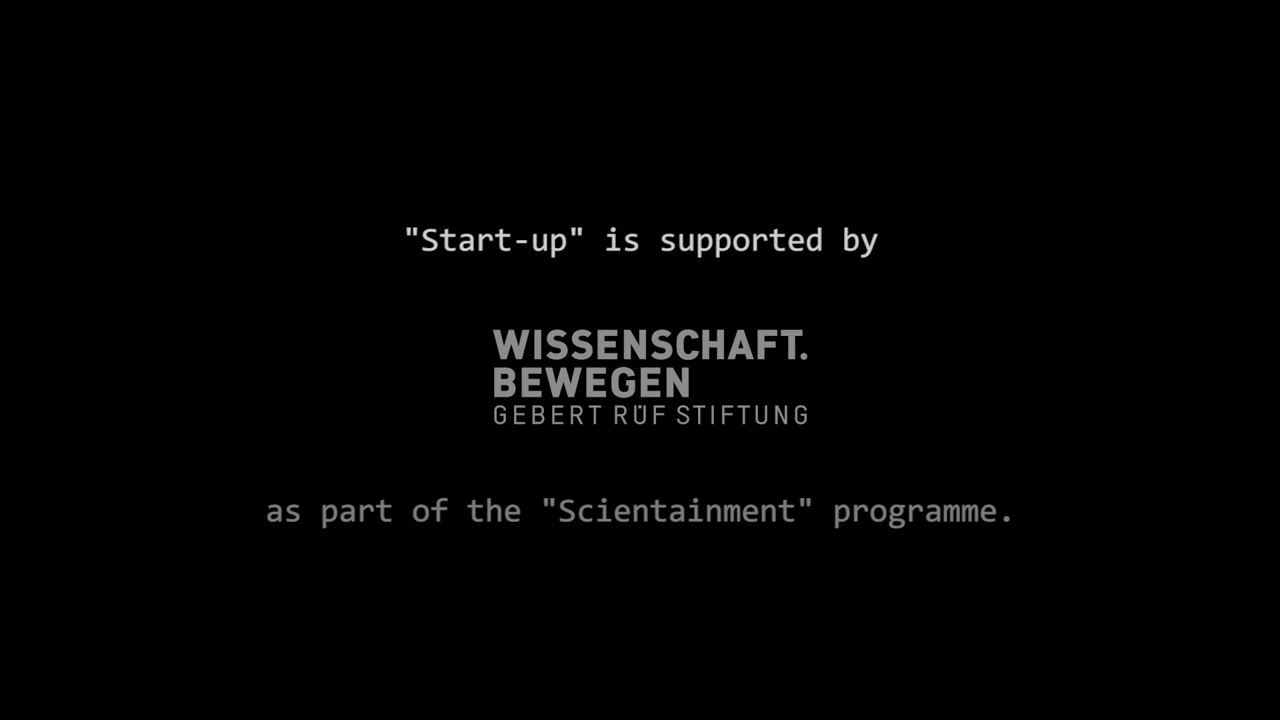 "Start-up" is supported by
WISSENSCHAFT.
BEWEGEN
GEBERT RÜF STIFTUNG
as part of the "Scientainment" programme.